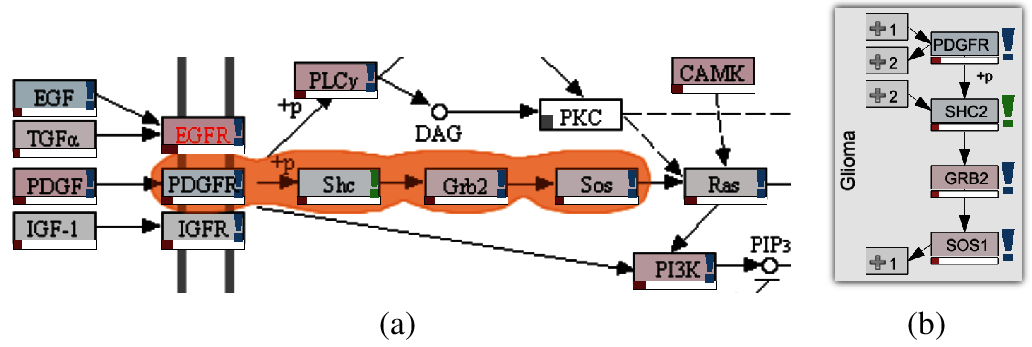 EGF
TGFα
PDGF
IGF-1
EGFR
PDGFR
IGFR
+p
+p
PLCγ
DAG
PKC
CAMK
Shc
Grb2
Sos
Ras
PI3K
PIP3
(a)
Glioma
+1
+2
+2
PDGFR
+p
SHC2
GRB2
SOS1
+1
(b)